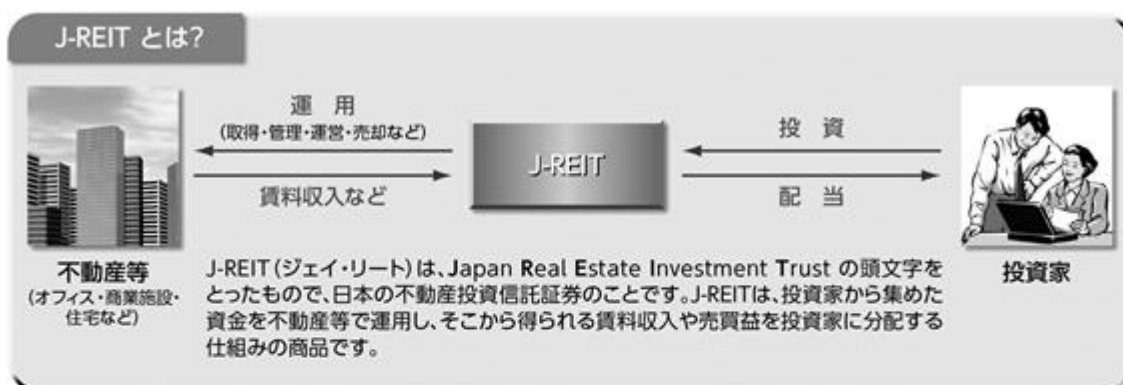 J-REIT とは?
運 用
(取得・管理・運営・売却など)
賃料収入など
J-REIT
投 資
配 当
不動産等
(オフィス・商業施設・
住宅など)
J-REIT(ジェイ・リート)は、Japan Real Estate Investment Trust の頭文字を
とったもので、日本の不動産投資信託証券のことです。J-REITは、投資家から集めた
資金を不動産等で運用し、そこから得られる賃料収入や売買益を投資家に分配する
仕組みの商品です。
投資家